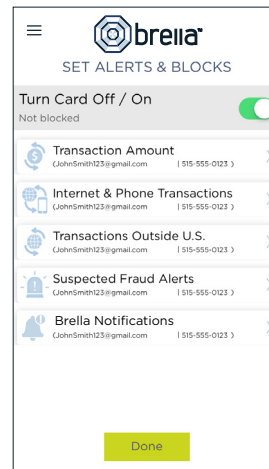 brella
SET ALERTS & BLOCKS
Turn Card Off / On
Not blocked
Transaction Amount
(JohnSmith123@gmail.com | 515-555-0123 )
Internet & Phone Transactions
(JohnSmith123@gmail.com | 515-555-0123 )
Transactions Outside U.S.
(JohnSmith123@gmail.com | 515-555-0123 )
Suspected Fraud Alerts
(JohnSmith123@gmail.com | 515-555-0123 )
Brella Notifications
(JohnSmith123@gmail.com | 515-555-0123 )
Done